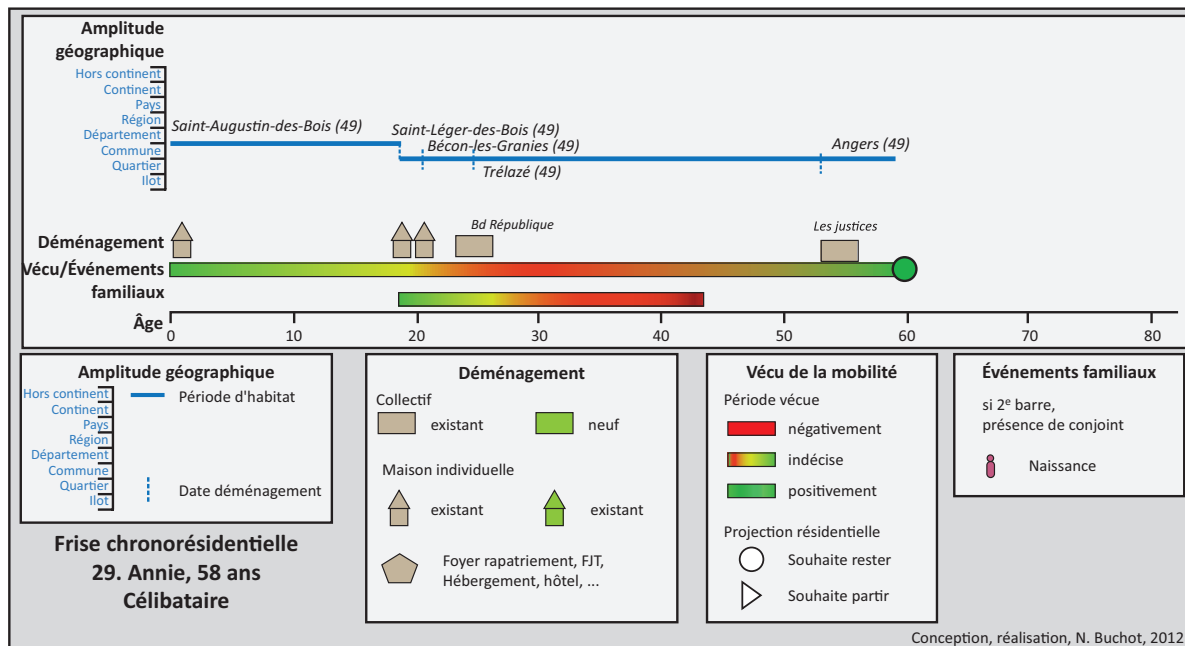 Amplitude
géographique
Hors continent
Continent
Pays
Région
Département
Commune
Quartier
Ilot
Saint-Augustin-des-Bois (49)
Saint-Léger-des-Bois (49)
Bécon-les-Granies (49)
Trélazé (49)
Angers (49)
Déménagement
Bd République
Les justices
Vécu/Événements
familiaux
Âge
0 10 20 30 40 50 60 70 80
Amplitude géographique
Hors continent
Continent
Pays
Région
Département
Commune
Quartier
Ilot
Période d'habitat
Date déménagement
Frise chronorésidentielle
29. Annie, 58 ans
Célibataire
Déménagement
Collectif
existant neuf
Maison individuelle
existant existant
Foyer rapatriement, FJT,
Hébergement, hôtel, ...
Vécu de la mobilité
Période vécue
négativement
indécise
positivement
Projection résidentielle
Souhaite rester
Souhaite partir
Événements familiaux
si 2e barre,
présence de conjoint
Naissance
Conception, réalisation, N. Buchot, 2012